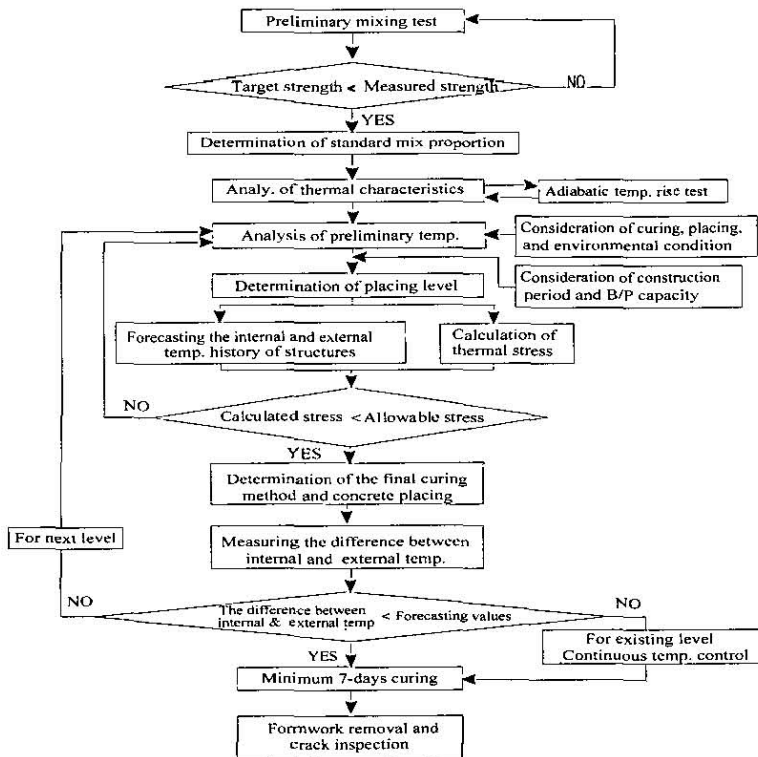 Preliminary mixing test
Target strength < Measured strength
NO
YES
Determination of standard mix proportion
Analy. of thermal characteristics
Adiabatic temp. rise test
Analysis of preliminary temp.
Consideration of curing, placing,
and environmental condition
Determination of placing level
Consideration of construction
period and B/P capacity
Forecasting the internal and external
temp. history of structures
Calculation of
thermal stress
NO
Calculated stress < Allowable stress
YES
Determination of the final curing
method and concrete placing
For next level
Measuring the difference between
internal and external temp.
NO
The difference between
internal & external temp < Forecasting values
NO
YES
For existing level
Continuous temp. control
Minimum 7-days curing
Formwork removal and
crack inspection